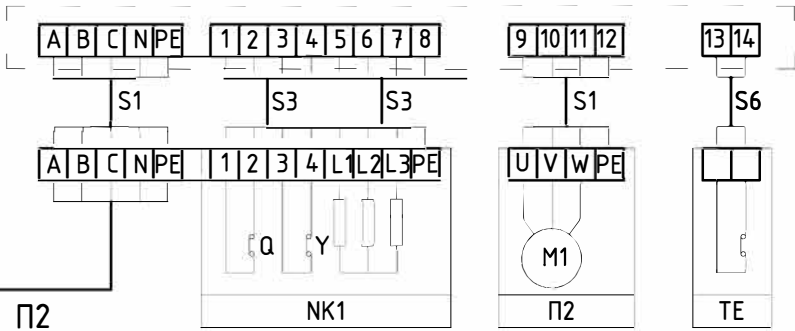 A B C N PE 1 2 3 4 5 6 7 8 9 10 11 12 13 14
S1 S3 S3 S1 S6
A B C N PE 1 2 3 4 L1 L2 L3 PE U V W PE
Q Y M1
П2 NK1 П2 TE